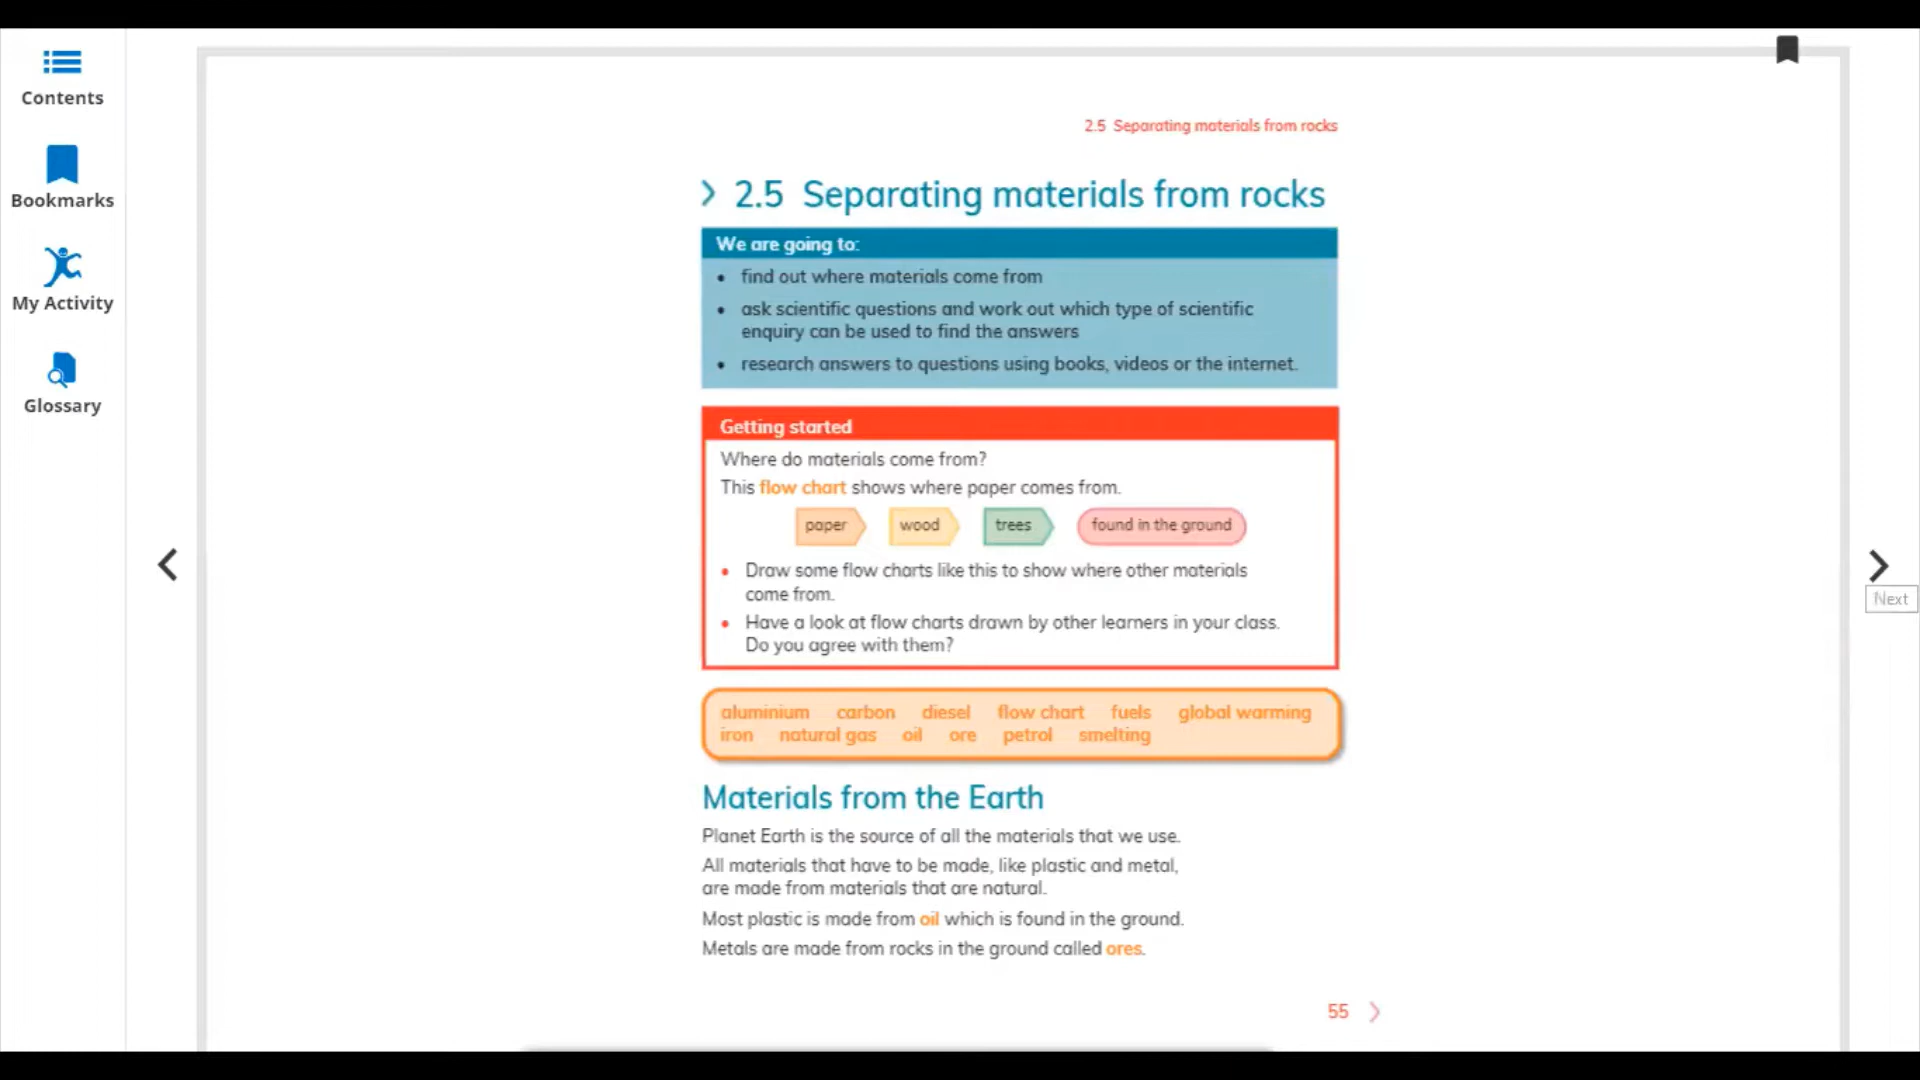 Contents
Bookmarks
My Activity
Glossary
2.5 Separating materials from rocks
2.5 Separating materials from rocks
We are going to:
• find out where materials come from
• ask scientific questions and work out which type of scientific
enquiry can be used to find the answers
• research answers to questions using books, videos or the internet.
Getting started
Where do materials come from?
This flow chart shows where paper comes from.
paper wood trees found in the ground
• Draw some flow charts like this to show where other materials
come from.
• Have a look at flow charts drawn by other learners in your class.
Do you agree with them?
aluminium carbon diesel flow chart fuels global warming
iron natural gas oil ore petrol smelting
Materials from the Earth
Planet Earth is the source of all the materials that we use.
All materials that have to be made, like plastic and metal,
are made from materials that are natural.
Most plastic is made from oil which is found in the ground.
Metals are made from rocks in the ground called ores.
55
Next